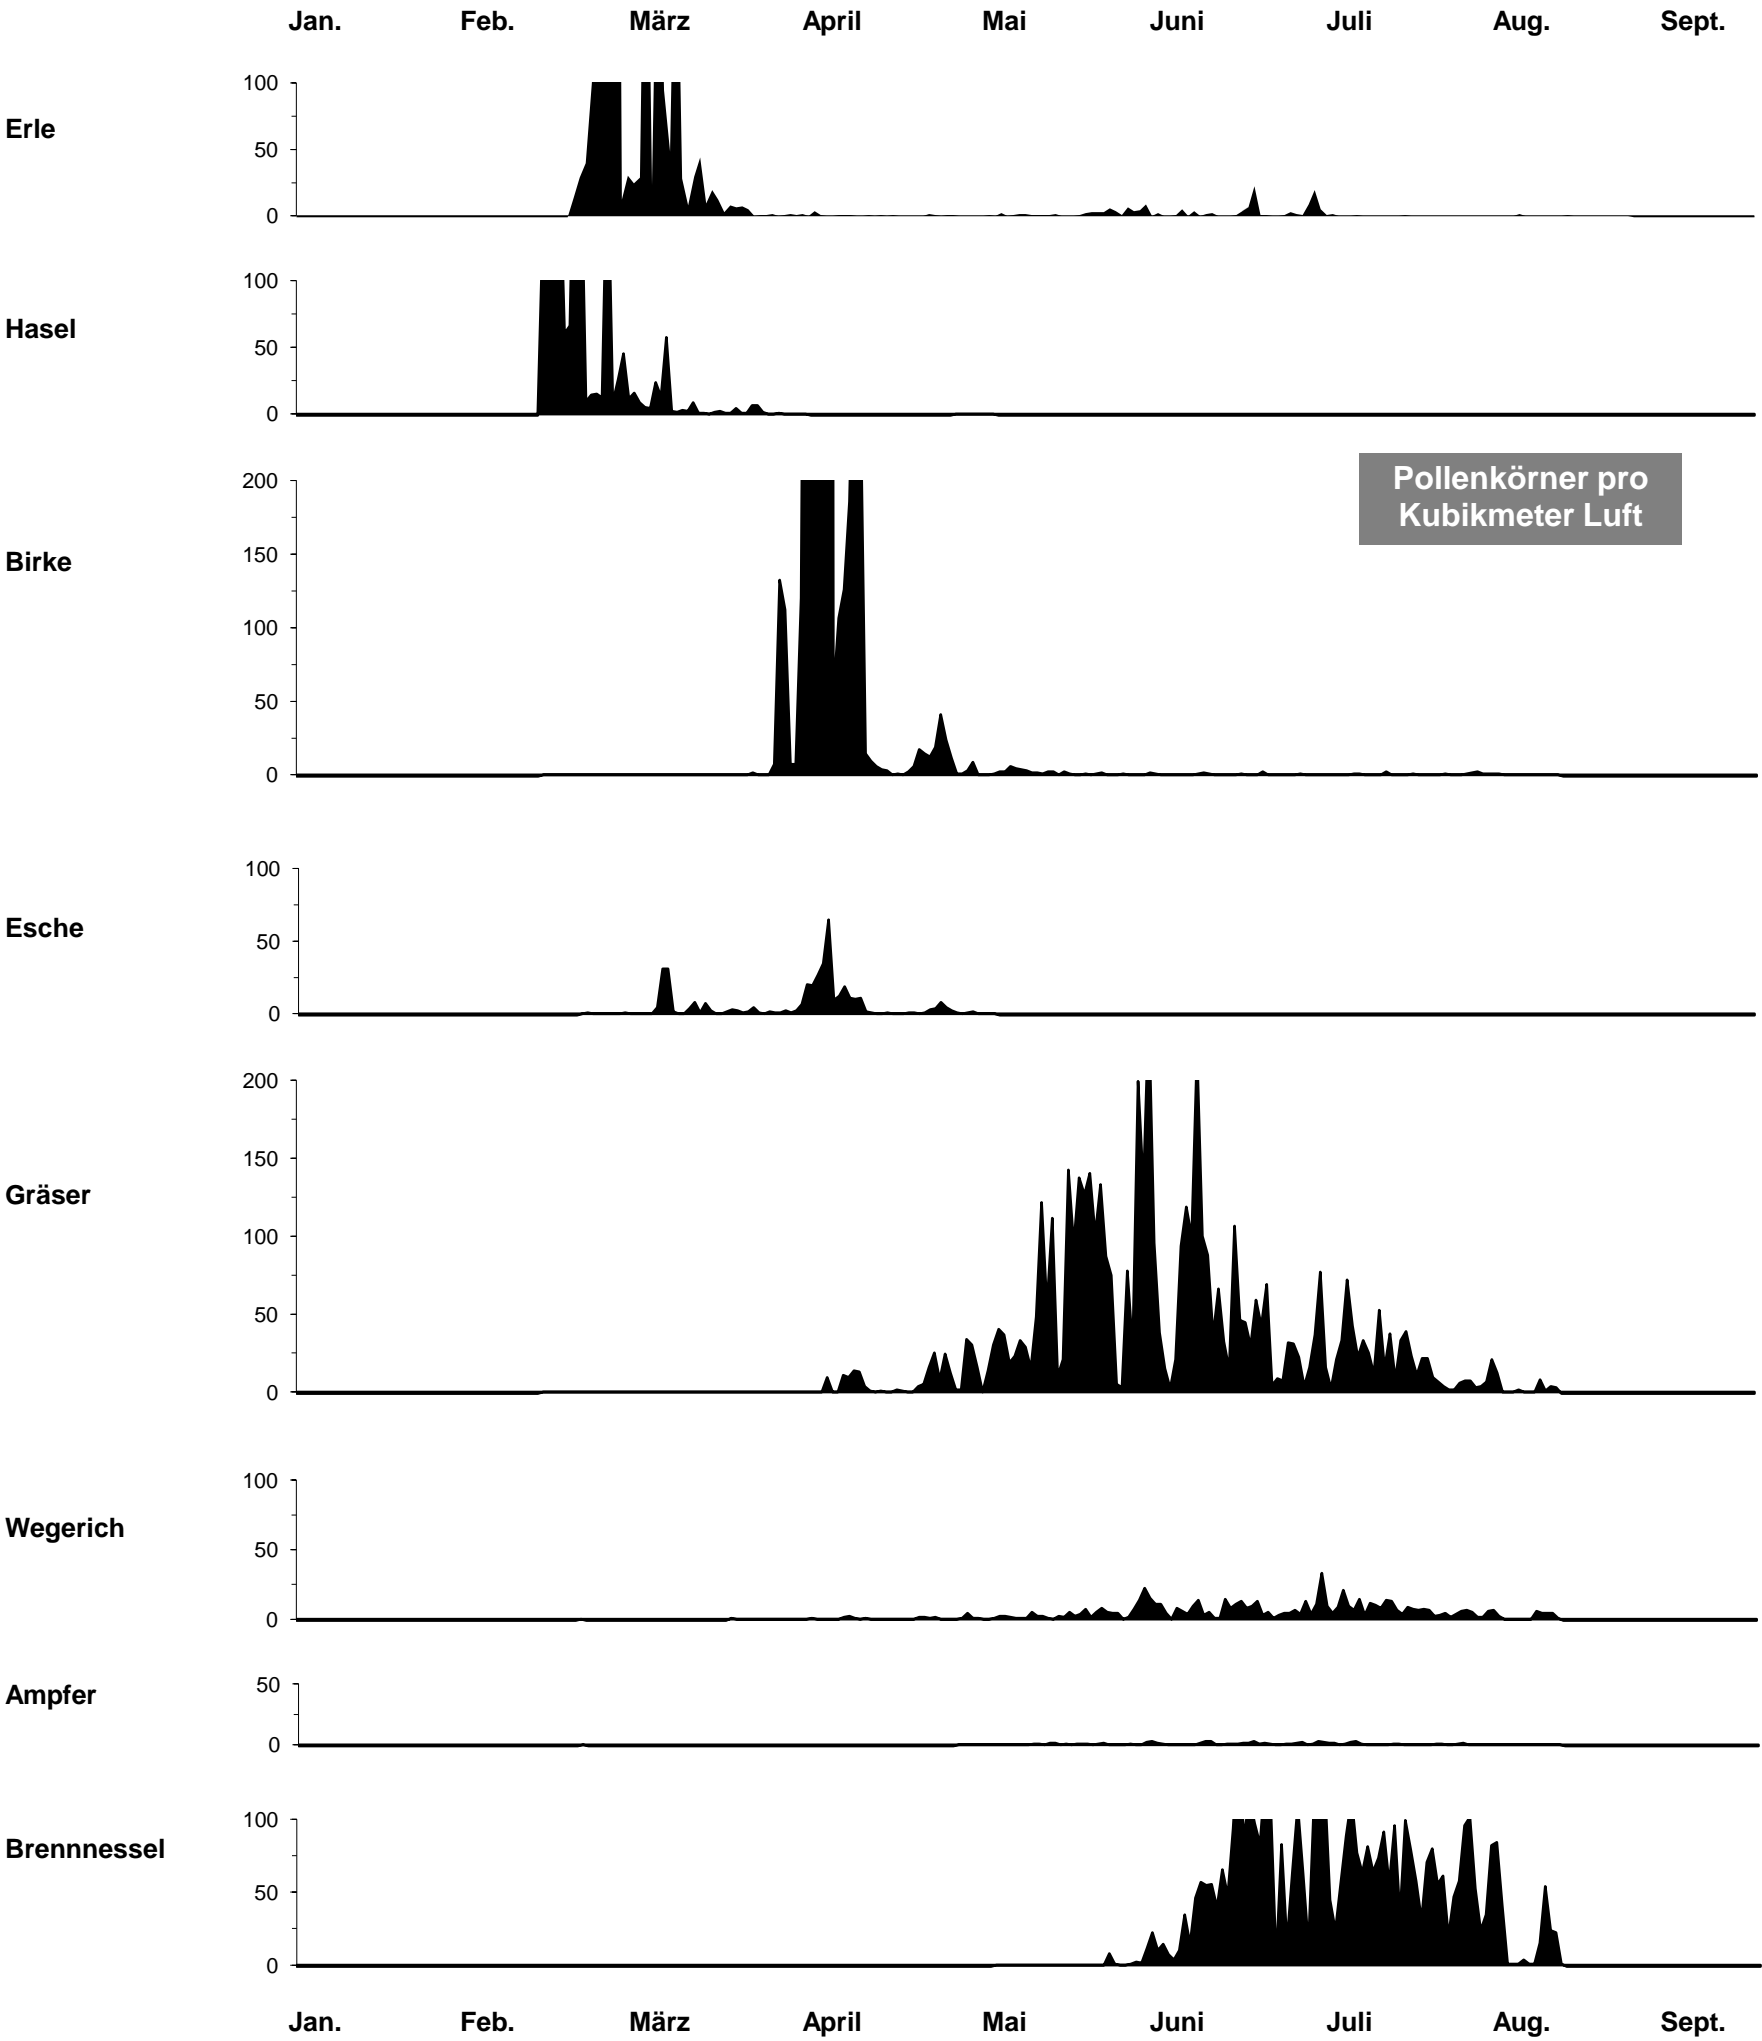 Jan. Feb. März April Mai Juni Juli Aug. Sept.
Erle
100
50
0
Hasel
100
50
0
Pollenkörner pro
Kubikmeter Luft
Birke
200
150
100
50
0
Esche
100
50
0
Gräser
200
150
100
50
0
Wegerich
100
50
0
Ampfer
50
0
Brennnessel
100
50
0
Jan. Feb. März April Mai Juni Juli Aug. Sept.